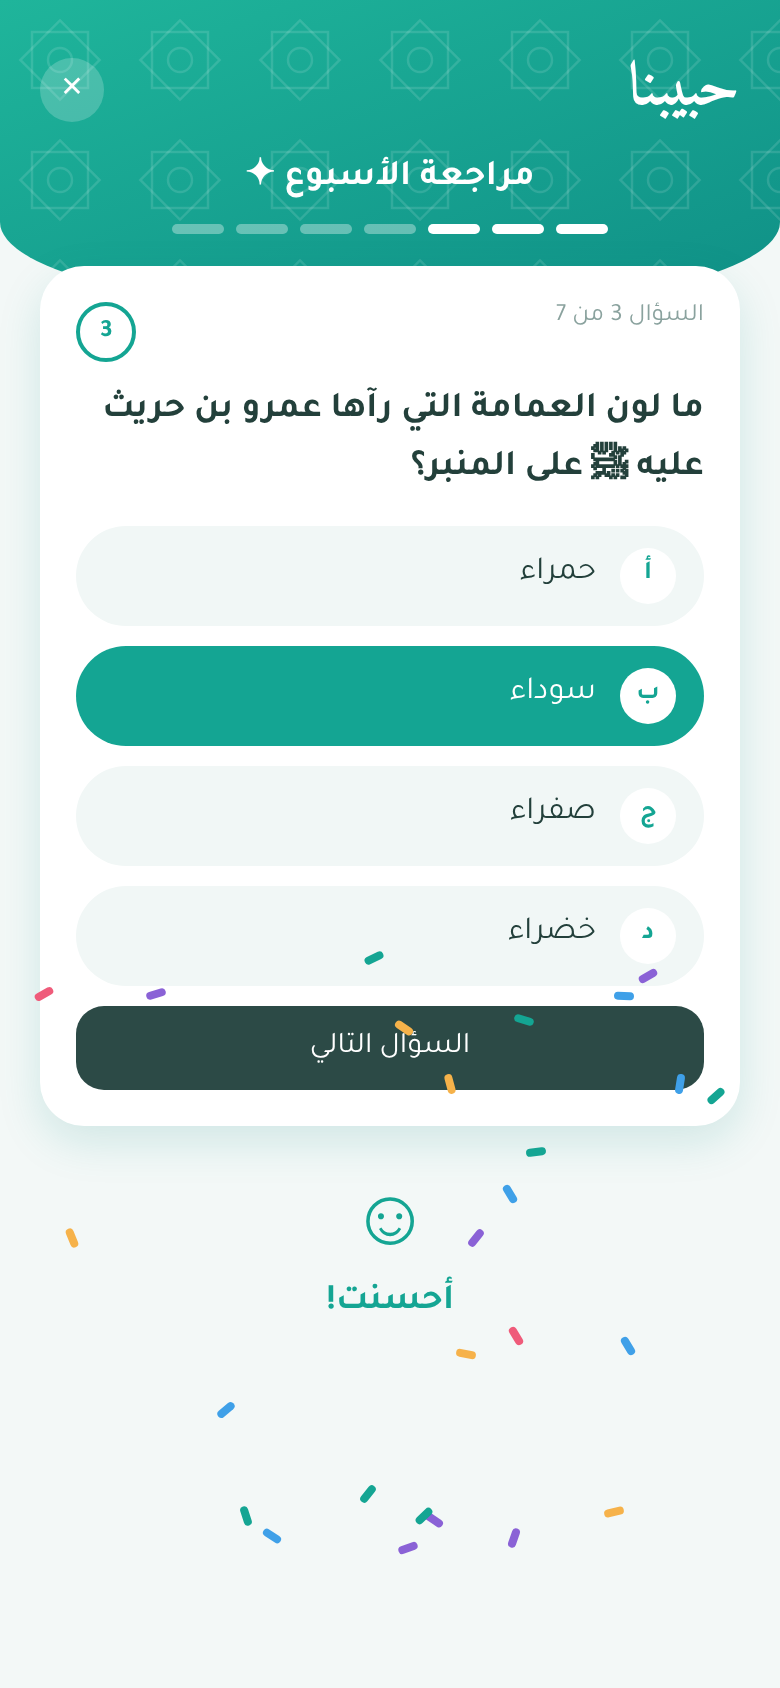 حبيبنا
✕
مراجعة الأسبوع ✦
السؤال 3 من 7
3
ما لون العمامة التي رآها عمرو بن حريث
عليه ﷺ على المنبر؟
أ حمراء
ب سوداء
ج صفراء
د خضراء
السؤال التالي
أحسنت!